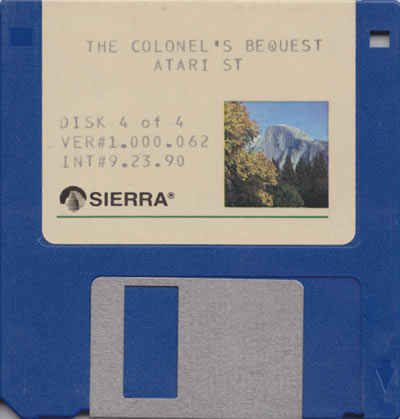 THE COLONEL'S BEQUEST
ATARI ST
DISK 4 of 4
VER#1.000.062
INT#9.23.90
SIERRA®